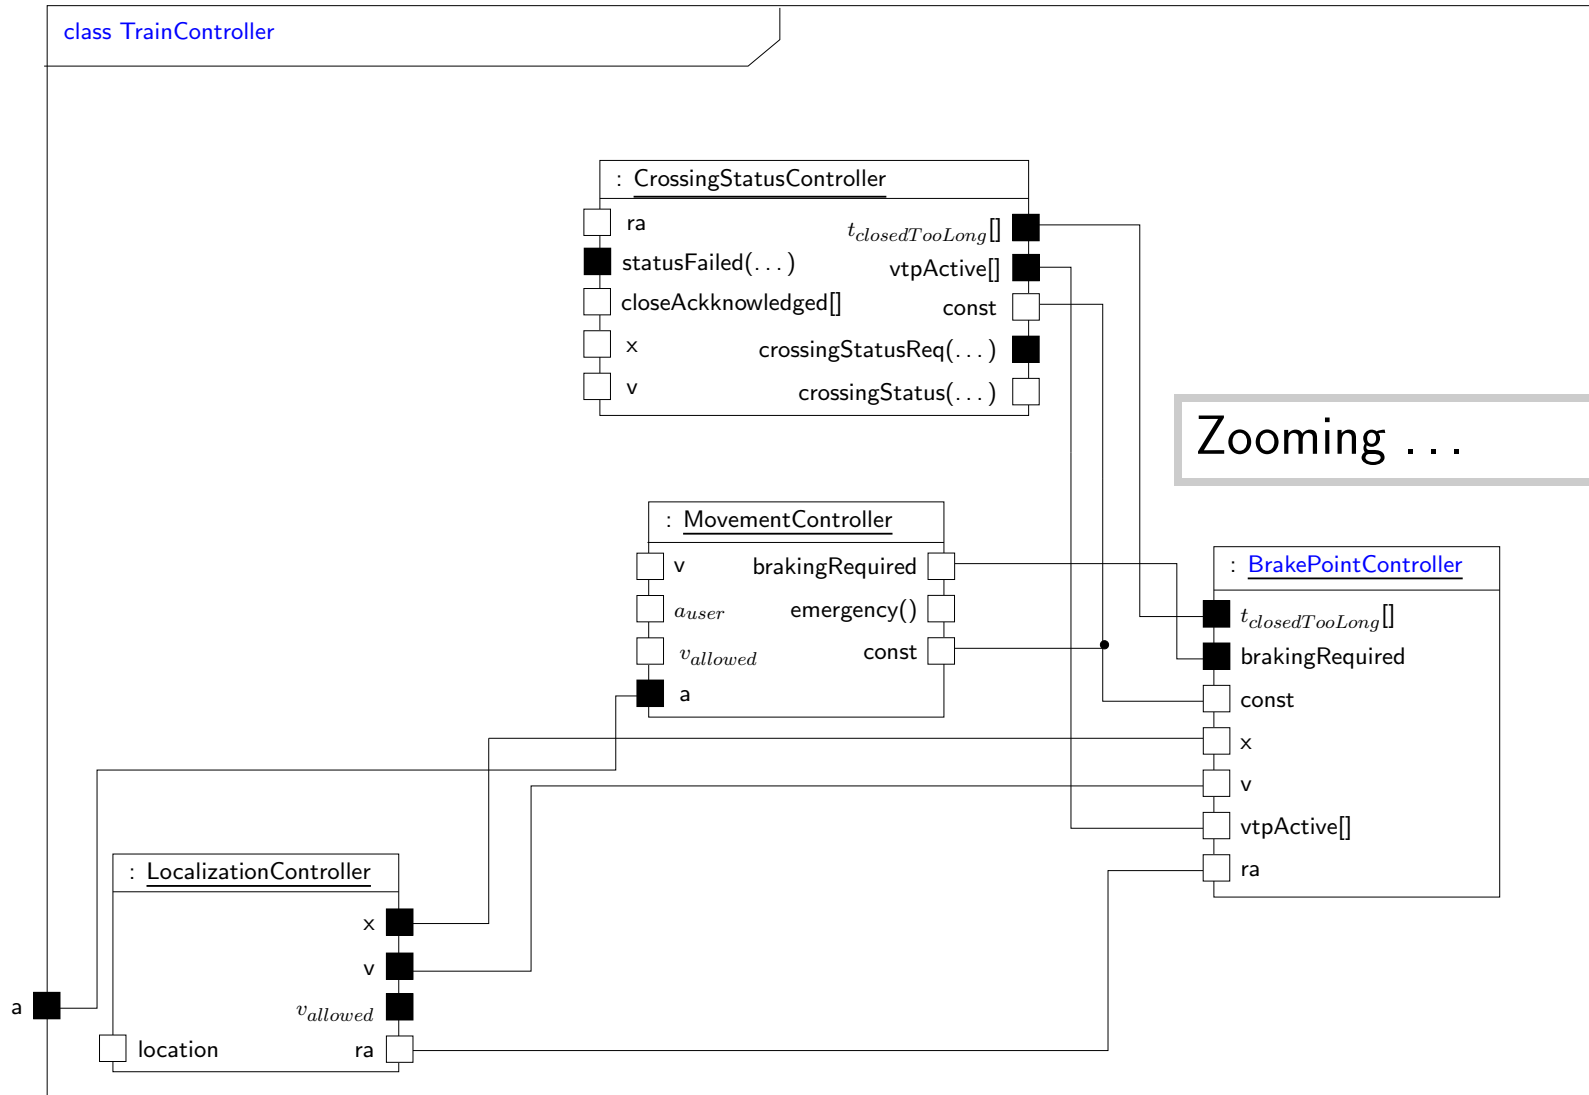 class TrainController
: CrossingStatusController
ra
statusFailed(...)
closeAckknowledged[]
x
v
t_closedTooLong[]
vtpActive[]
const
crossingStatusReq(...)
crossingStatus(...)
Zooming ...
: MovementController
v
a_user
v_allowed
a
brakingRequired
emergency()
const
: BrakePointController
t_closedTooLong[]
brakingRequired
const
x
v
vtpActive[]
ra
: LocalizationController
x
v
v_allowed
location
ra
a